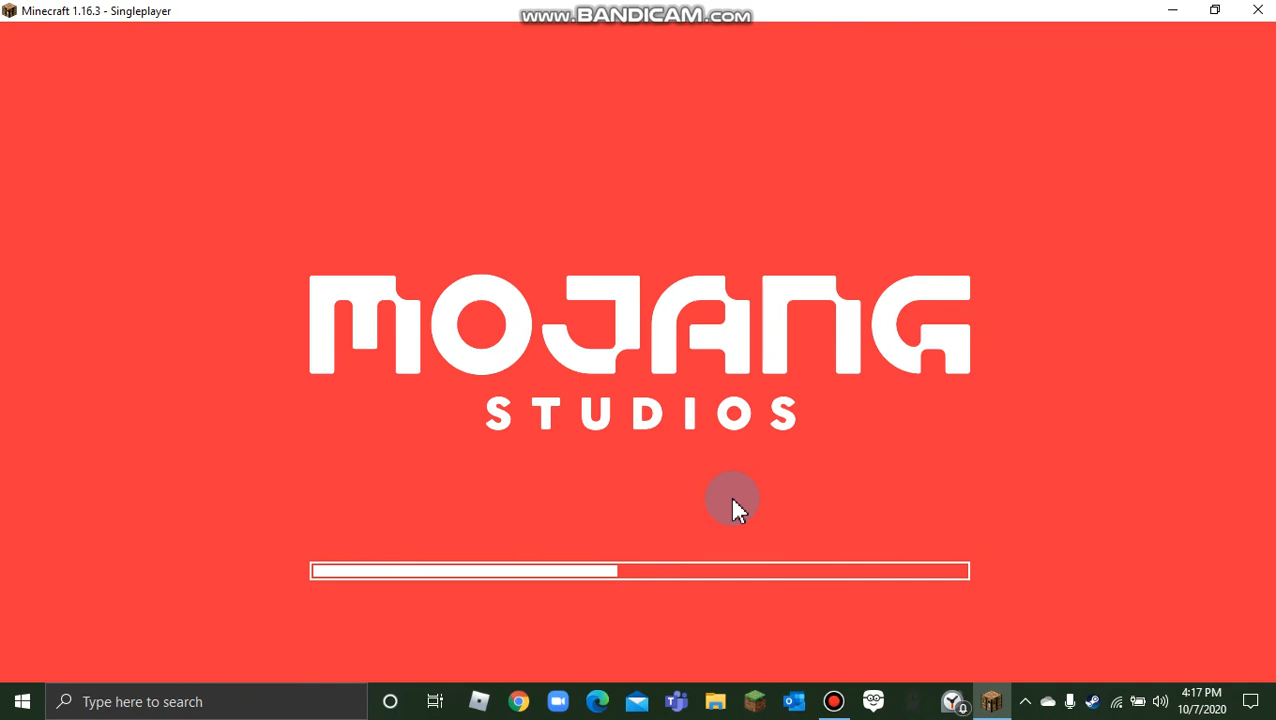 Minecraft 1.16.3 - Singleplayer
www.BANDICAM.com
MOJANG
STUDIOS
Type here to search
0
4:17 PM
10/7/2020